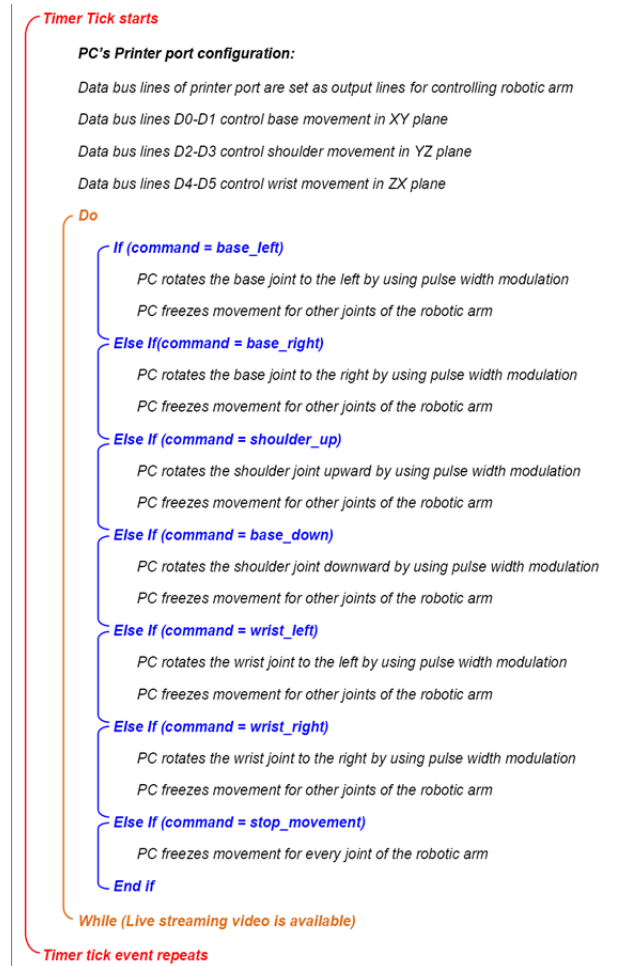 Timer Tick starts
PC's Printer port configuration:
Data bus lines of printer port are set as output lines for controlling robotic arm
Data bus lines D0-D1 control base movement in XY plane
Data bus lines D2-D3 control shoulder movement in YZ plane
Data bus lines D4-D5 control wrist movement in ZX plane
Do
If (command = base_left)
PC rotates the base joint to the left by using pulse width modulation
PC freezes movement for other joints of the robotic arm
Else If(command = base_right)
PC rotates the base joint to the right by using pulse width modulation
PC freezes movement for other joints of the robotic arm
Else If (command = shoulder_up)
PC rotates the shoulder joint upward by using pulse width modulation
PC freezes movement for other joints of the robotic arm
Else If (command = base_down)
PC rotates the shoulder joint downward by using pulse width modulation
PC freezes movement for other joints of the robotic arm
Else If (command = wrist_left)
PC rotates the wrist joint to the left by using pulse width modulation
PC freezes movement for other joints of the robotic arm
Else If (command = wrist_right)
PC rotates the wrist joint to the right by using pulse width modulation
PC freezes movement for other joints of the robotic arm
Else If (command = stop_movement)
PC freezes movement for every joint of the robotic arm
End if
While (Live streaming video is available)
Timer tick event repeats